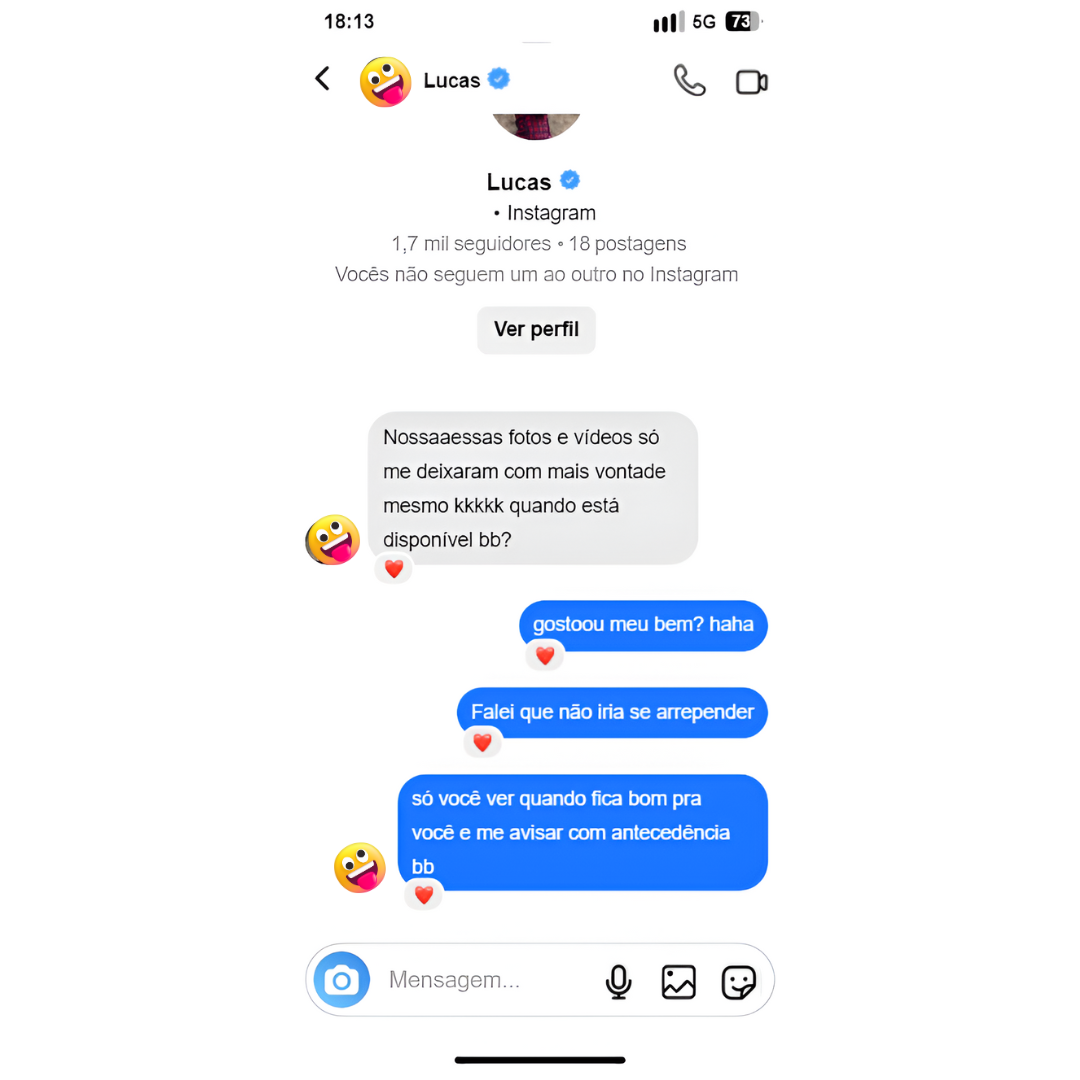 18:13
5G 73
Lucas
Lucas
• Instagram
1,7 mil seguidores • 18 postagens
Vocês não seguem um ao outro no Instagram
Ver perfil
Nossaaessas fotos e vídeos só
me deixaram com mais vontade
mesmo kkkkk quando está
disponível bb?
gostoou meu bem? haha
Falei que não iria se arrepender
só você ver quando fica bom pra
você e me avisar com antecedência
bb
Mensagem...